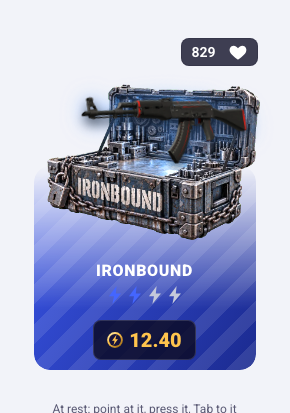 829
IRONBOUND
IRONBOUND
12.40
At rest: point at it, press it. Tab to it